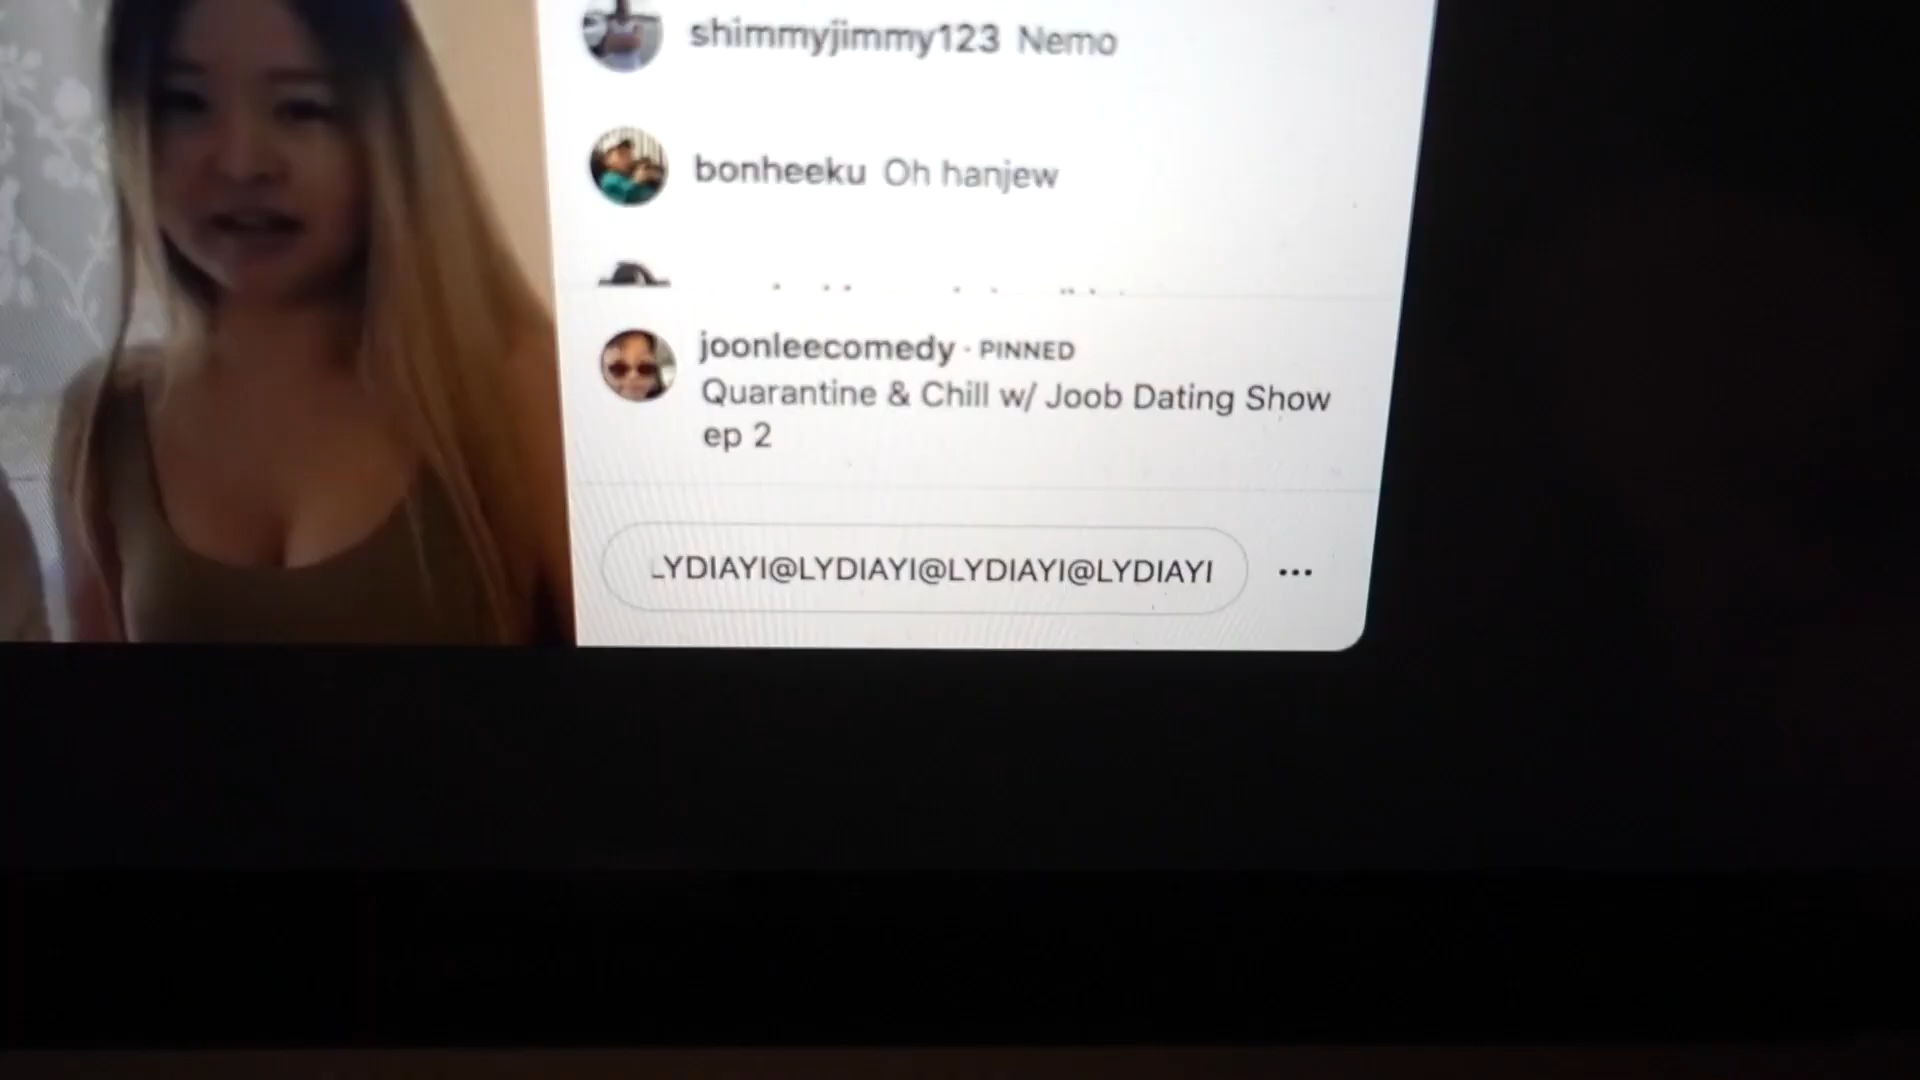 shimmyjimmy123 Nemo
bonheeku Oh hanjew
joonleecomedy · PINNED
Quarantine & Chill w/ Joob Dating Show
ep 2
LYDIAYI@LYDIAYI@LYDIAYI@LYDIAYI